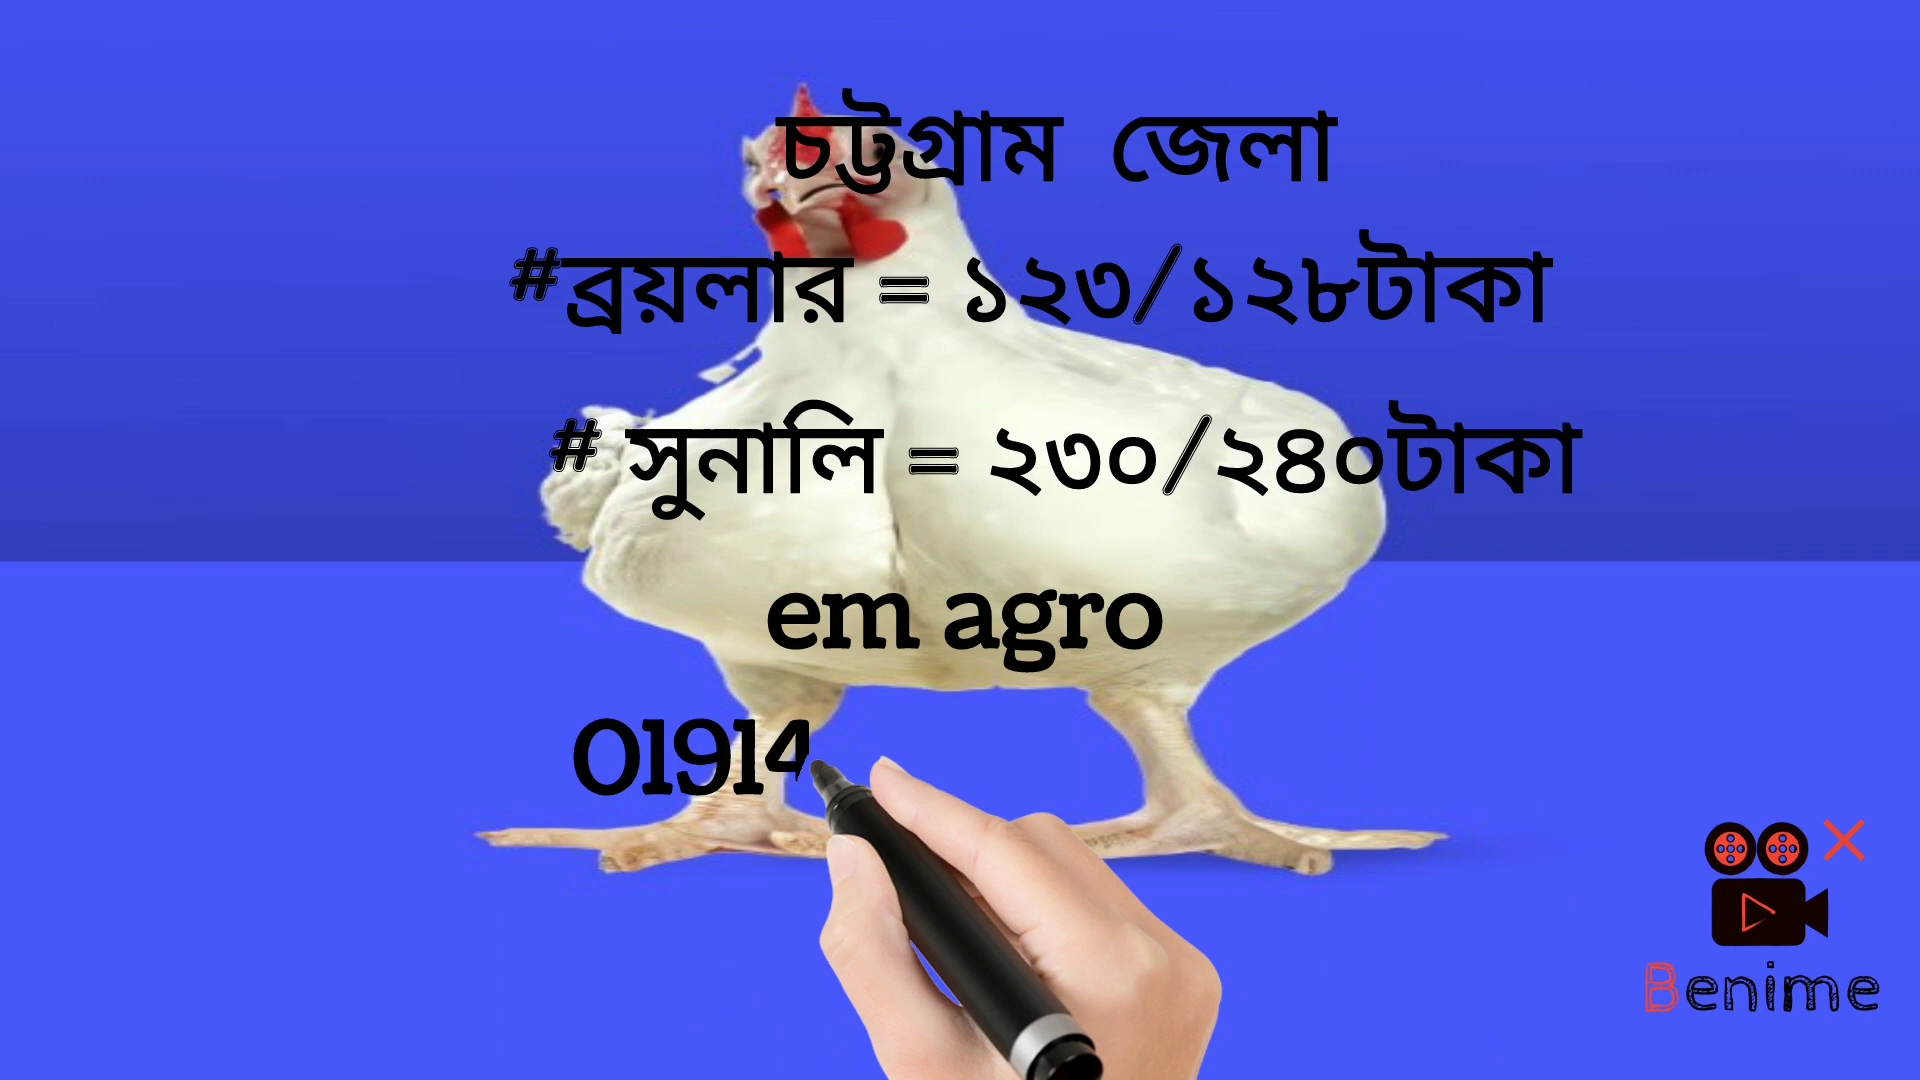 চট্টগ্রাম জেলা
#ব্রয়লার = ১২৩/১২৮টাকা
# সুনালি = ২৩০/২৪০টাকা
em agro
01914
Benime